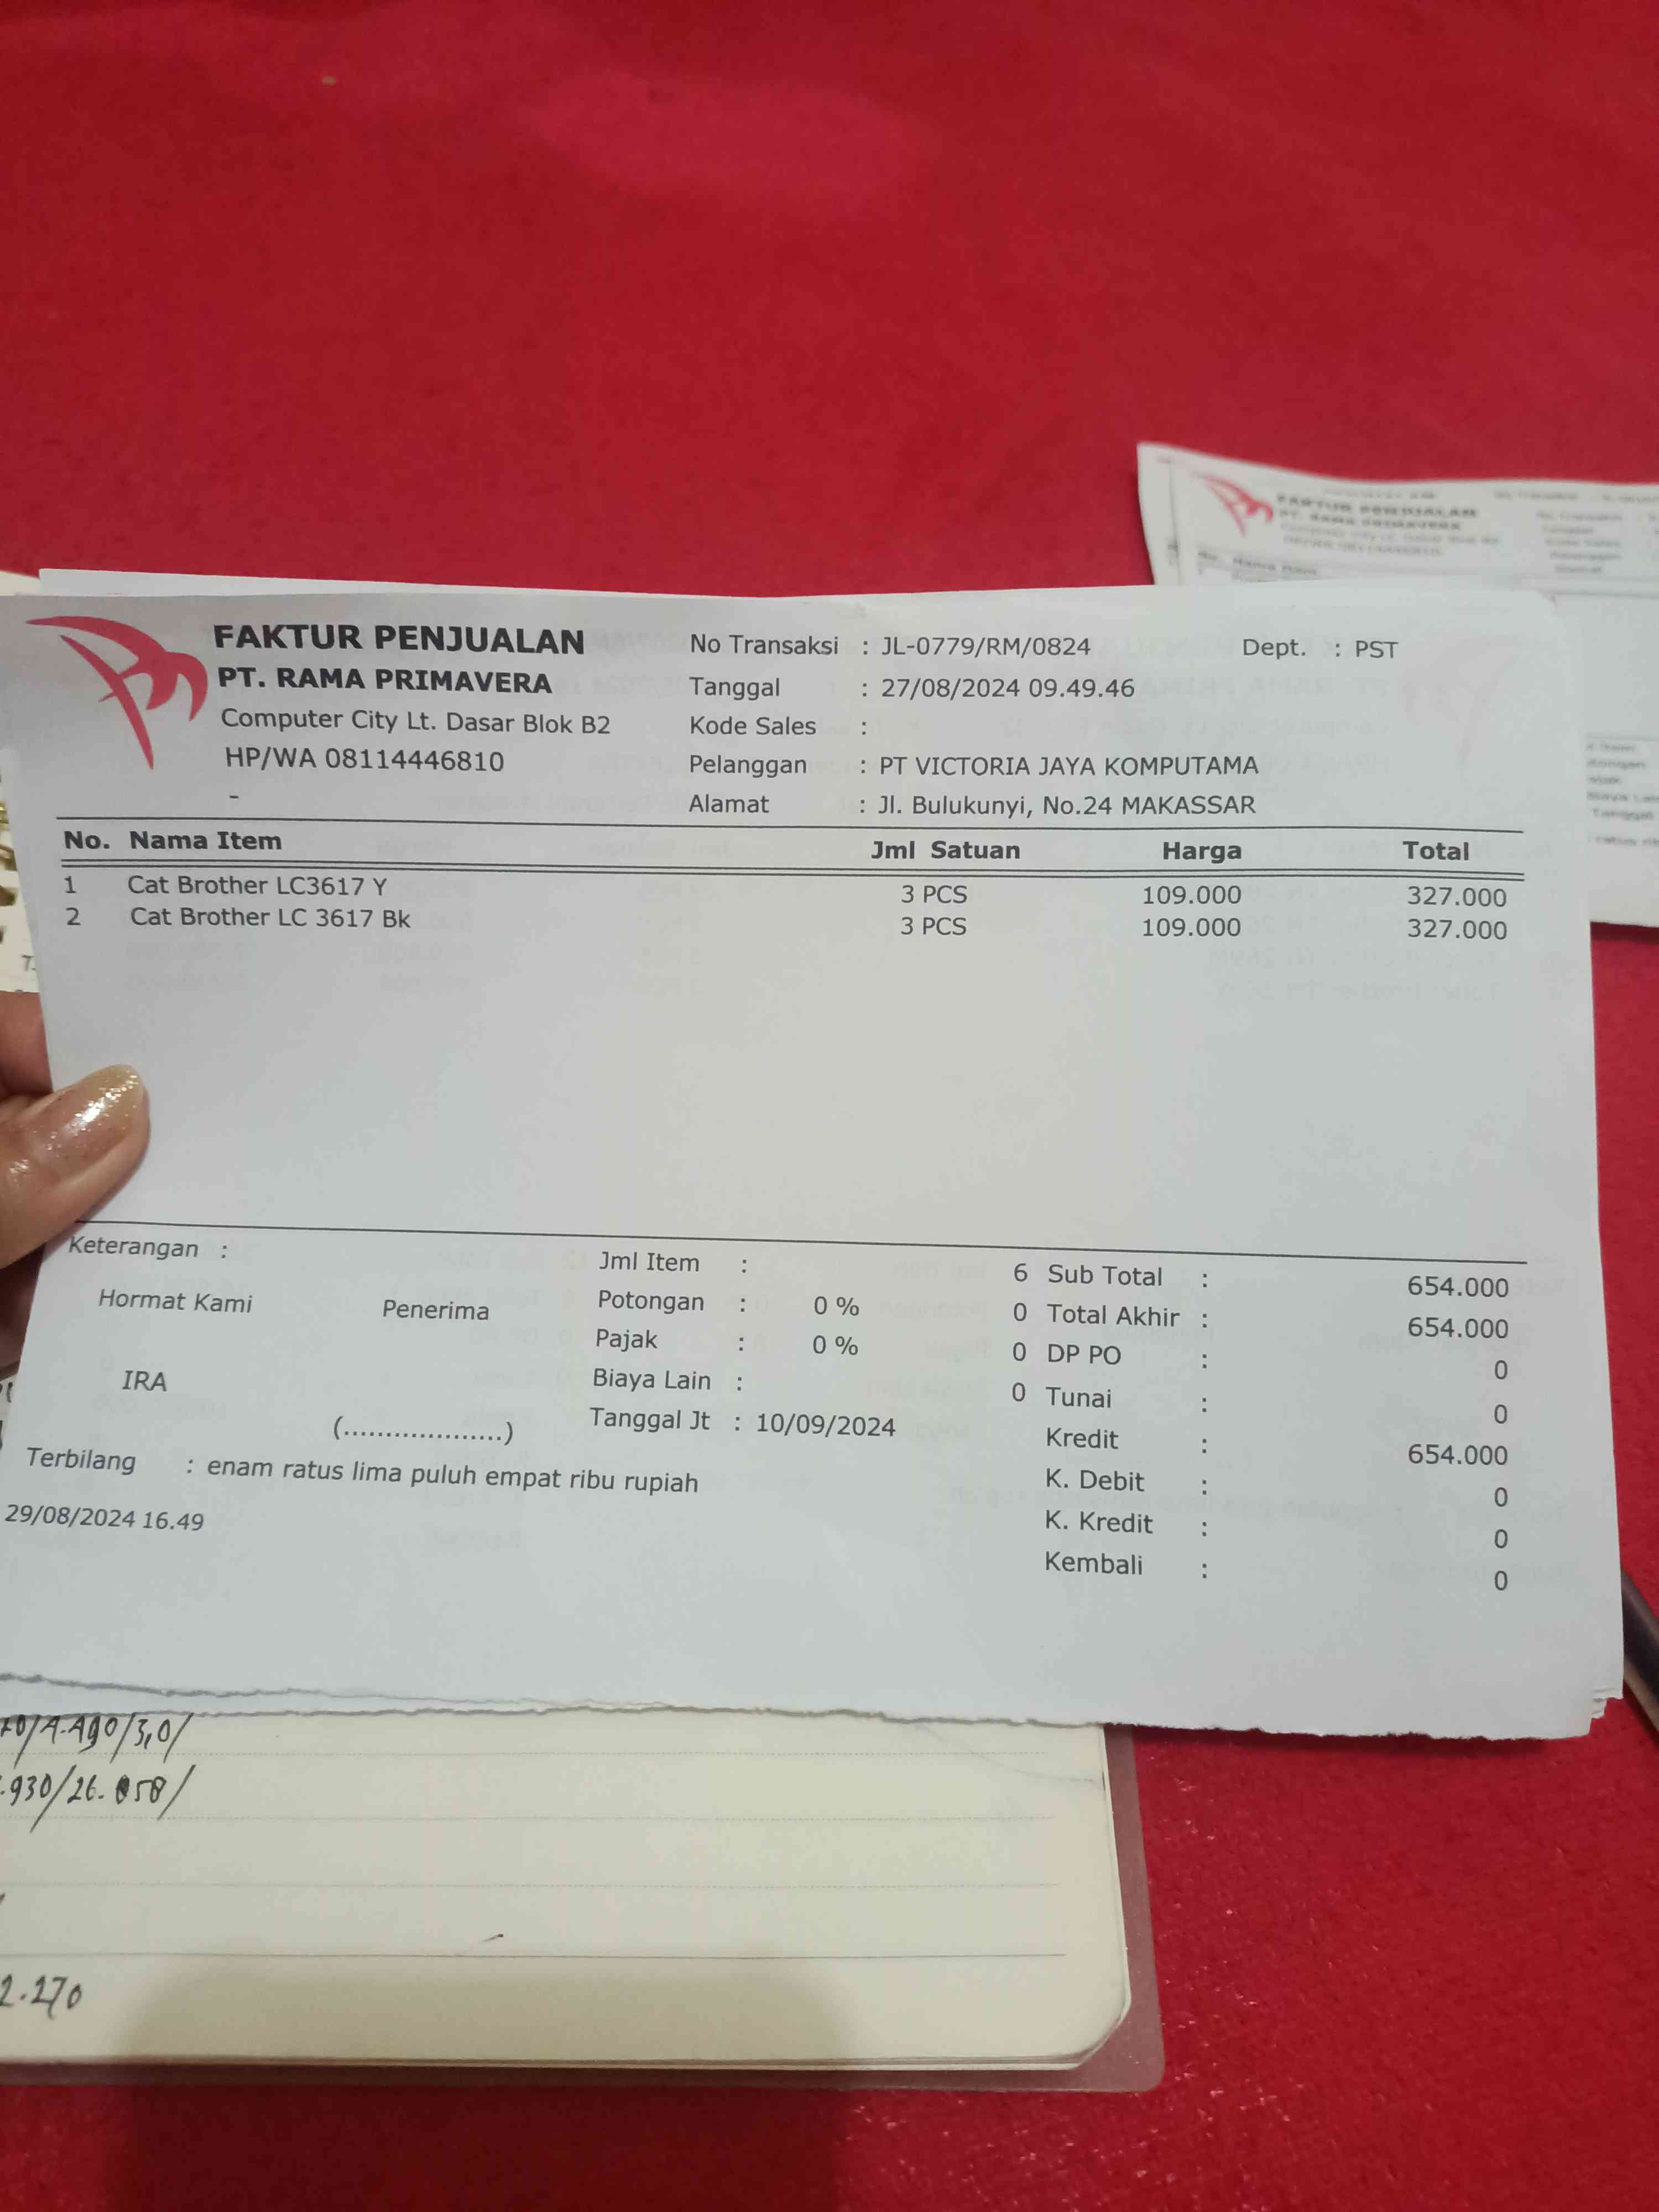 FAKTUR PENJUALAN
PT. RAMA PRIMAVERA
Computer City Lt. Dasar Blok B2
HP/WA 08114446810
-
No Transaksi : JL-0779/RM/0824 Dept. : PST
Tanggal : 27/08/2024 09.49.46
Kode Sales :
Pelanggan : PT VICTORIA JAYA KOMPUTAMA
Alamat : Jl. Bulukunyi, No.24 MAKASSAR
No. Nama Item Jml Satuan Harga Total
1 Cat Brother LC3617 Y 3 PCS 109.000 327.000
2 Cat Brother LC 3617 Bk 3 PCS 109.000 327.000
Keterangan :
Hormat Kami Penerima
IRA
(...................)
Jml Item : 6
Potongan : 0 % 0
Pajak : 0 % 0
Biaya Lain : 0
Tanggal Jt : 10/09/2024
Sub Total : 654.000
Total Akhir : 654.000
DP PO : 0
Tunai : 0
Kredit : 654.000
K. Debit : 0
K. Kredit : 0
Kembali : 0
Terbilang : enam ratus lima puluh empat ribu rupiah
29/08/2024 16.49
FAKTUR PENJUALAN
PT. RAMA PRIMAVERA
.930/26.858/
2.270